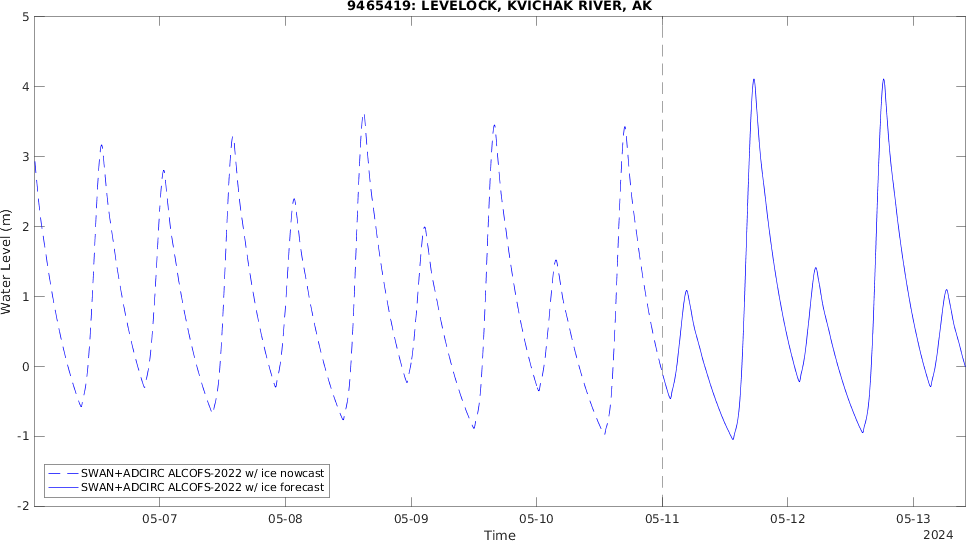 9465419: LEVELOCK, KVICHAK RIVER, AK
5
4
3
2
1
0
-1
-2
Water Level (m)
SWAN+ADCIRC ALCOFS-2022 w/ ice nowcast
SWAN+ADCIRC ALCOFS-2022 w/ ice forecast
05-07 05-08 05-09 05-10 05-11 05-12 05-13
Time
2024